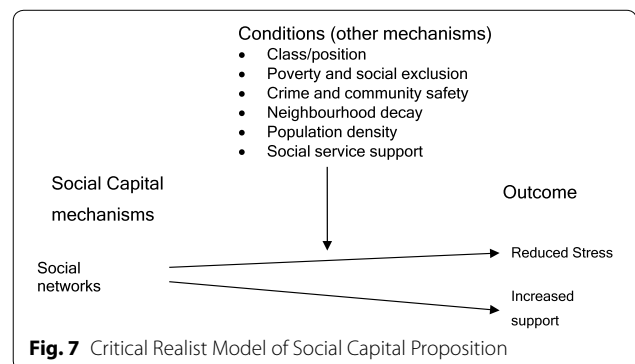 Conditions (other mechanisms)
• Class/position
• Poverty and social exclusion
• Crime and community safety
• Neighbourhood decay
• Population density
• Social service support
Social Capital
mechanisms
Outcome
Social
networks
Reduced Stress
Increased
support
Fig. 7 Critical Realist Model of Social Capital Proposition